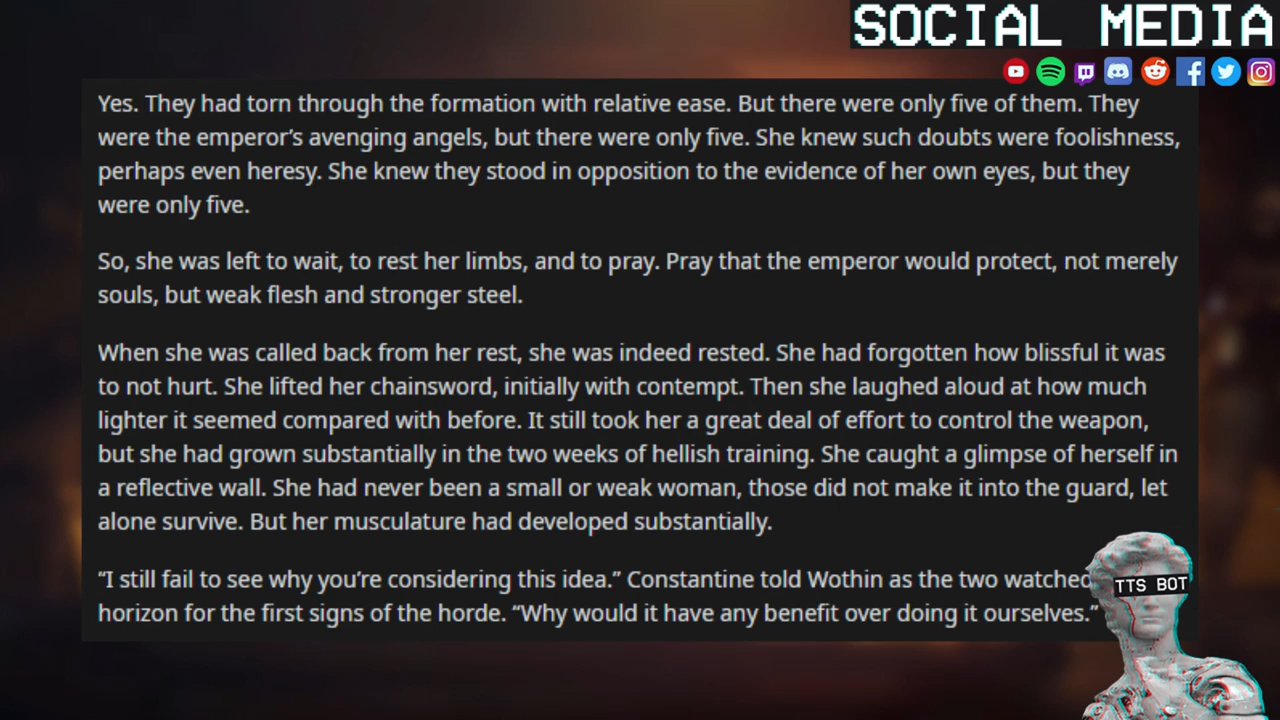 SOCIAL MEDIA
Yes. They had torn through the formation with relative ease. But there were only five of them. They
were the emperor’s avenging angels, but there were only five. She knew such doubts were foolishness,
perhaps even heresy. She knew they stood in opposition to the evidence of her own eyes, but they
were only five.
So, she was left to wait, to rest her limbs, and to pray. Pray that the emperor would protect, not merely
souls, but weak flesh and stronger steel.
When she was called back from her rest, she was indeed rested. She had forgotten how blissful it was
to not hurt. She lifted her chainsword, initially with contempt. Then she laughed aloud at how much
lighter it seemed compared with before. It still took her a great deal of effort to control the weapon,
but she had grown substantially in the two weeks of hellish training. She caught a glimpse of herself in
a reflective wall. She had never been a small or weak woman, those did not make it into the guard, let
alone survive. But her musculature had developed substantially.
“I still fail to see why you’re considering this idea.” Constantine told Wothin as the two watched
horizon for the first signs of the horde. “Why would it have any benefit over doing it ourselves.”
TTS BOT